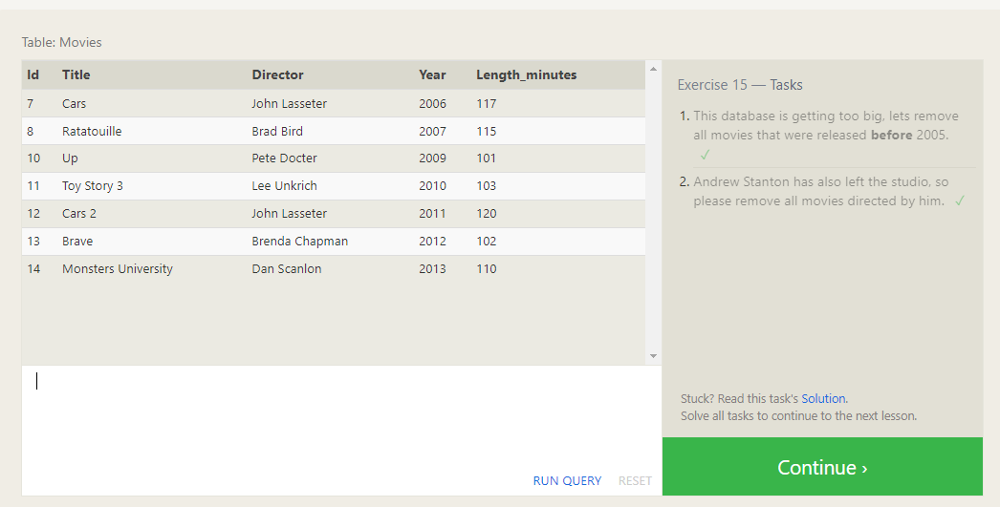 Table: Movies
Id Title Director Year Length_minutes
7 Cars John Lasseter 2006 117
8 Ratatouille Brad Bird 2007 115
10 Up Pete Docter 2009 101
11 Toy Story 3 Lee Unkrich 2010 103
12 Cars 2 John Lasseter 2011 120
13 Brave Brenda Chapman 2012 102
14 Monsters University Dan Scanlon 2013 110
RUN QUERY RESET
Exercise 15 — Tasks
1. This database is getting too big, lets remove
all movies that were released before 2005.
✓
2. Andrew Stanton has also left the studio, so
please remove all movies directed by him. ✓
Stuck? Read this task's Solution.
Solve all tasks to continue to the next lesson.
Continue ›